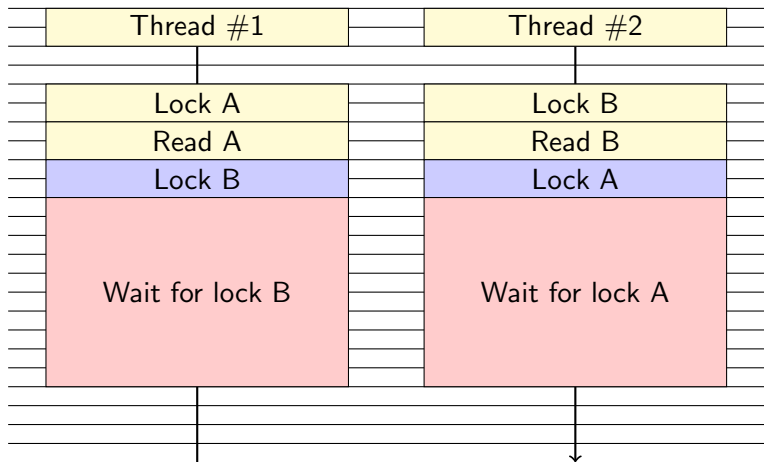 Thread #1
Thread #2
Lock A
Lock B
Read A
Read B
Lock B
Lock A
Wait for lock B
Wait for lock A